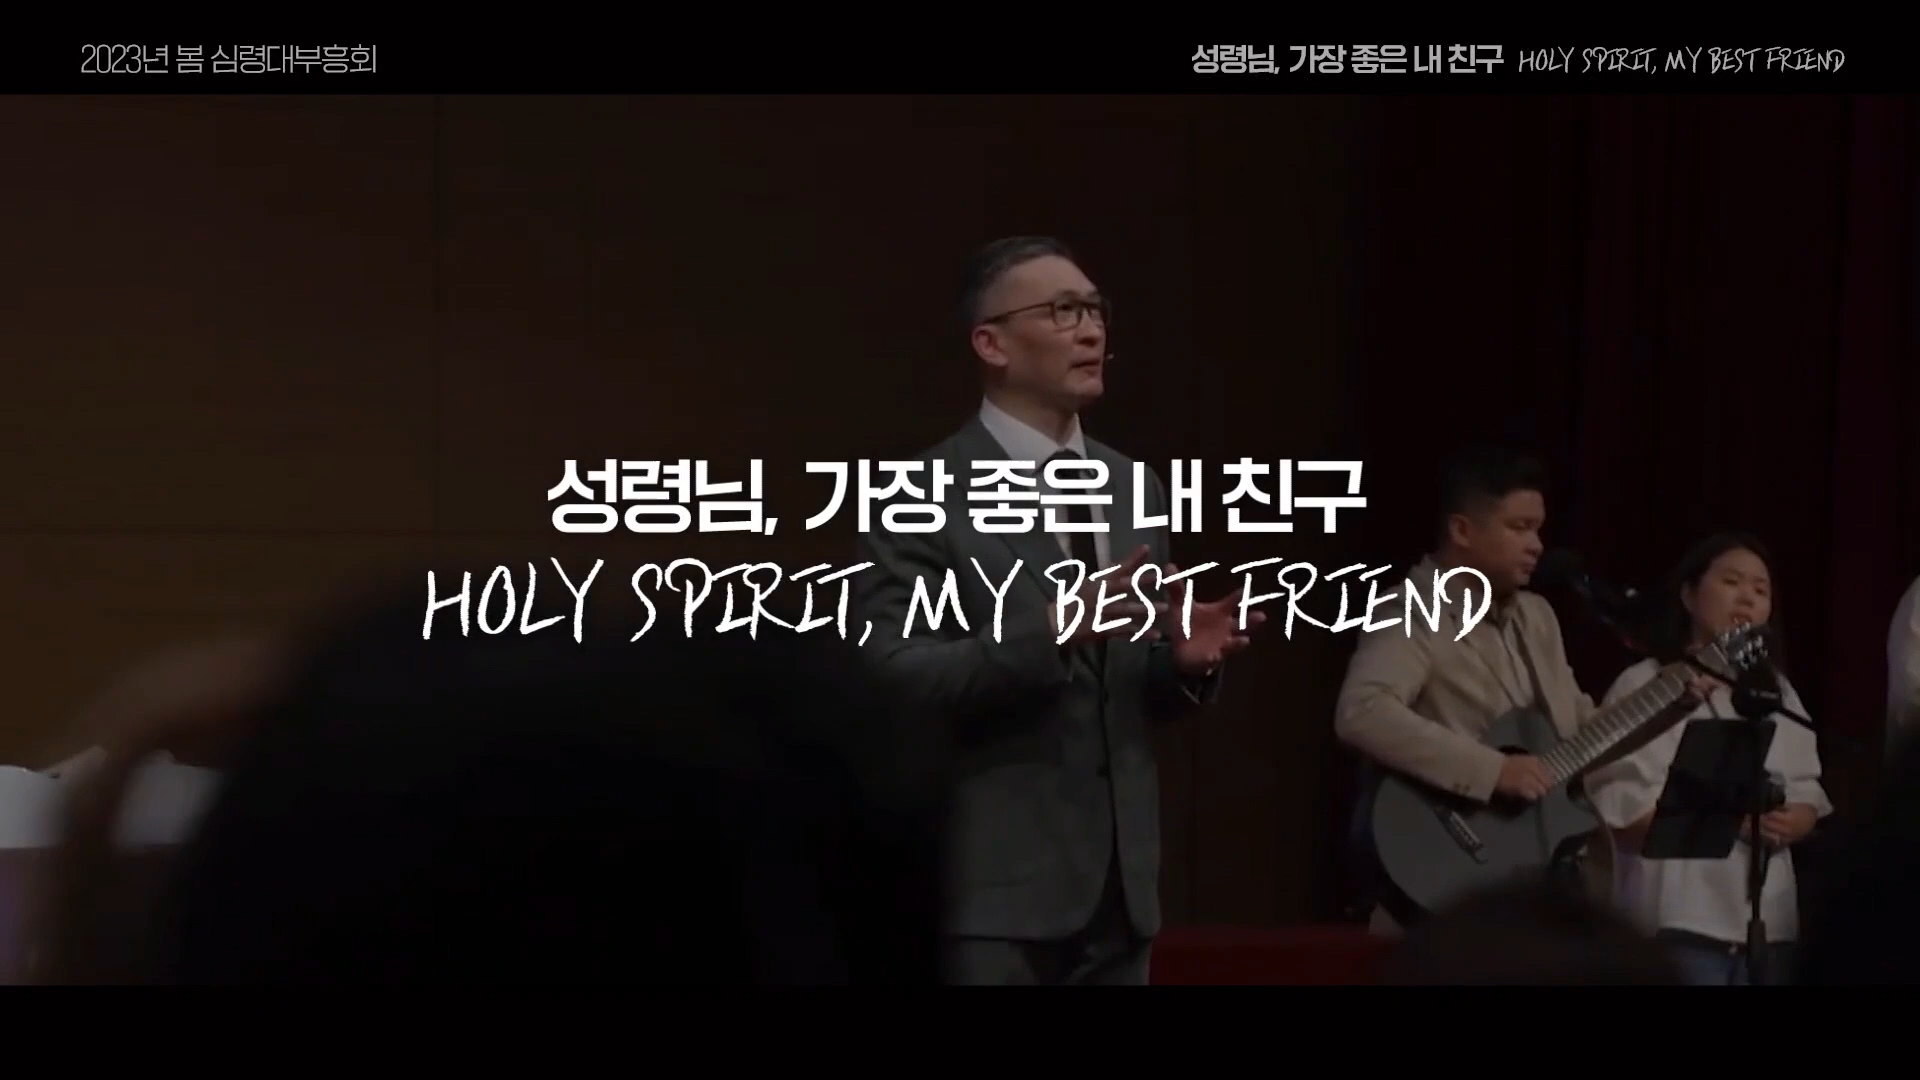 2023년 봄 심령대부흥회
성령님, 가장 좋은 내 친구 HOLY SPIRIT, MY BEST FRIEND
성령님, 가장 좋은 내 친구
HOLY SPIRIT, MY BEST FRIEND